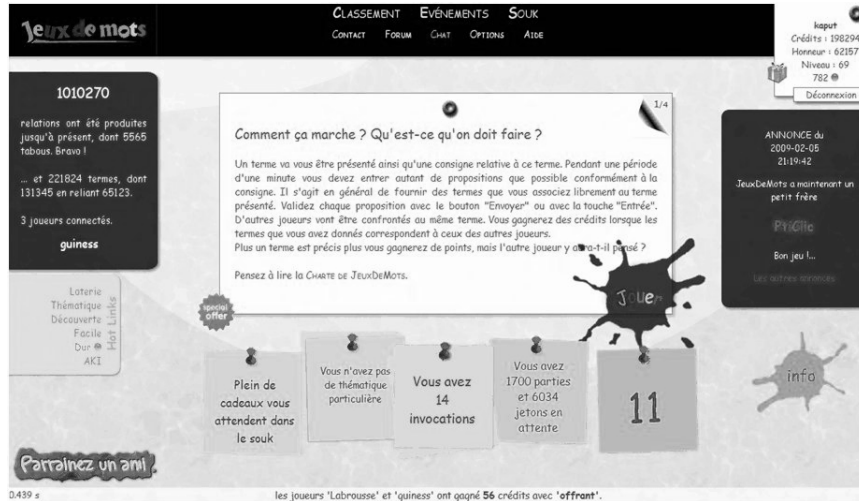 Jeux de mots
Classement Événements Souk
Contact Forum Chat Options Aide
kaput
Crédits : 198294
Honneur : 62157
Niveau : 69
782
Déconnexion
1010270
relations ont été produites
jusqu'à présent, dont 5565
tabous. Bravo !
... et 221824 termes, dont
131345 en reliant 65123.
3 joueurs connectés.
guiness
Loterie
Thématique
Découverte
Facile
Dur
AKI
Hot Links
1/4
Comment ça marche ? Qu'est-ce qu'on doit faire ?
Un terme va vous être présenté ainsi qu'une consigne relative à ce terme. Pendant une période
d'une minute vous devez entrer autant de propositions que possible conformément à la
consigne. Il s'agit en général de fournir des termes que vous associez librement au terme
présenté. Validez chaque proposition avec le bouton "Envoyer" ou avec la touche "Entrée".
D'autres joueurs vont être confrontés au même terme. Vous gagnerez des crédits lorsque les
termes que vous avez donnés correspondent à ceux des autres joueurs.
Plus un terme est précis plus vous gagnerez de points, mais l'autre joueur y aura-t-il pensé ?
Pensez à lire la Charte de JeuxDeMots.
Jouer
special
offer
ANNONCE du
2009-02-05
21:19:42
JeuxDeMots a maintenant un
petit frère
PtiClic
Bon jeu !...
Les autres annonces
info
Plein de
cadeaux vous
attendent dans
le souk
Vous n'avez pas
de thématique
particulière
Vous avez
14
invocations
Vous avez
1700 parties
et 6034
jetons en
attente
11
Parrainez un ami
0.439 s
les joueurs 'Labrousse' et 'guiness' ont gagné 56 crédits avec 'offrant'.